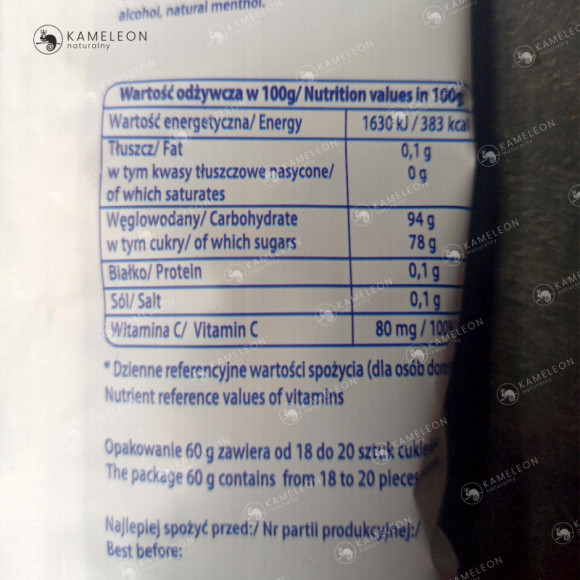 KAMELEON
naturalny
alcohol, natural menthol.
Wartość odżywcza w 100g/ Nutrition values in 100g
Wartość energetyczna/ Energy 1630 kJ / 383 kcal
Tłuszcz/ Fat 0,1 g
w tym kwasy tłuszczowe nasycone/ 0 g
of which saturates
Węglowodany/ Carbohydrate 94 g
w tym cukry/ of which sugars 78 g
Białko/ Protein 0,1 g
Sól/ Salt 0,1 g
Witamina C/ Vitamin C 80 mg / 100
* Dzienne referencyjne wartości spożycia (dla osób
Nutrient reference values of vitamins
Opakowanie 60 g zawiera od 18 do 20 sztuk
The package 60 g contains from 18 to 20 pieces
Najlepiej spożyć przed:/ Nr partii produkcyjnej:/
Best before: